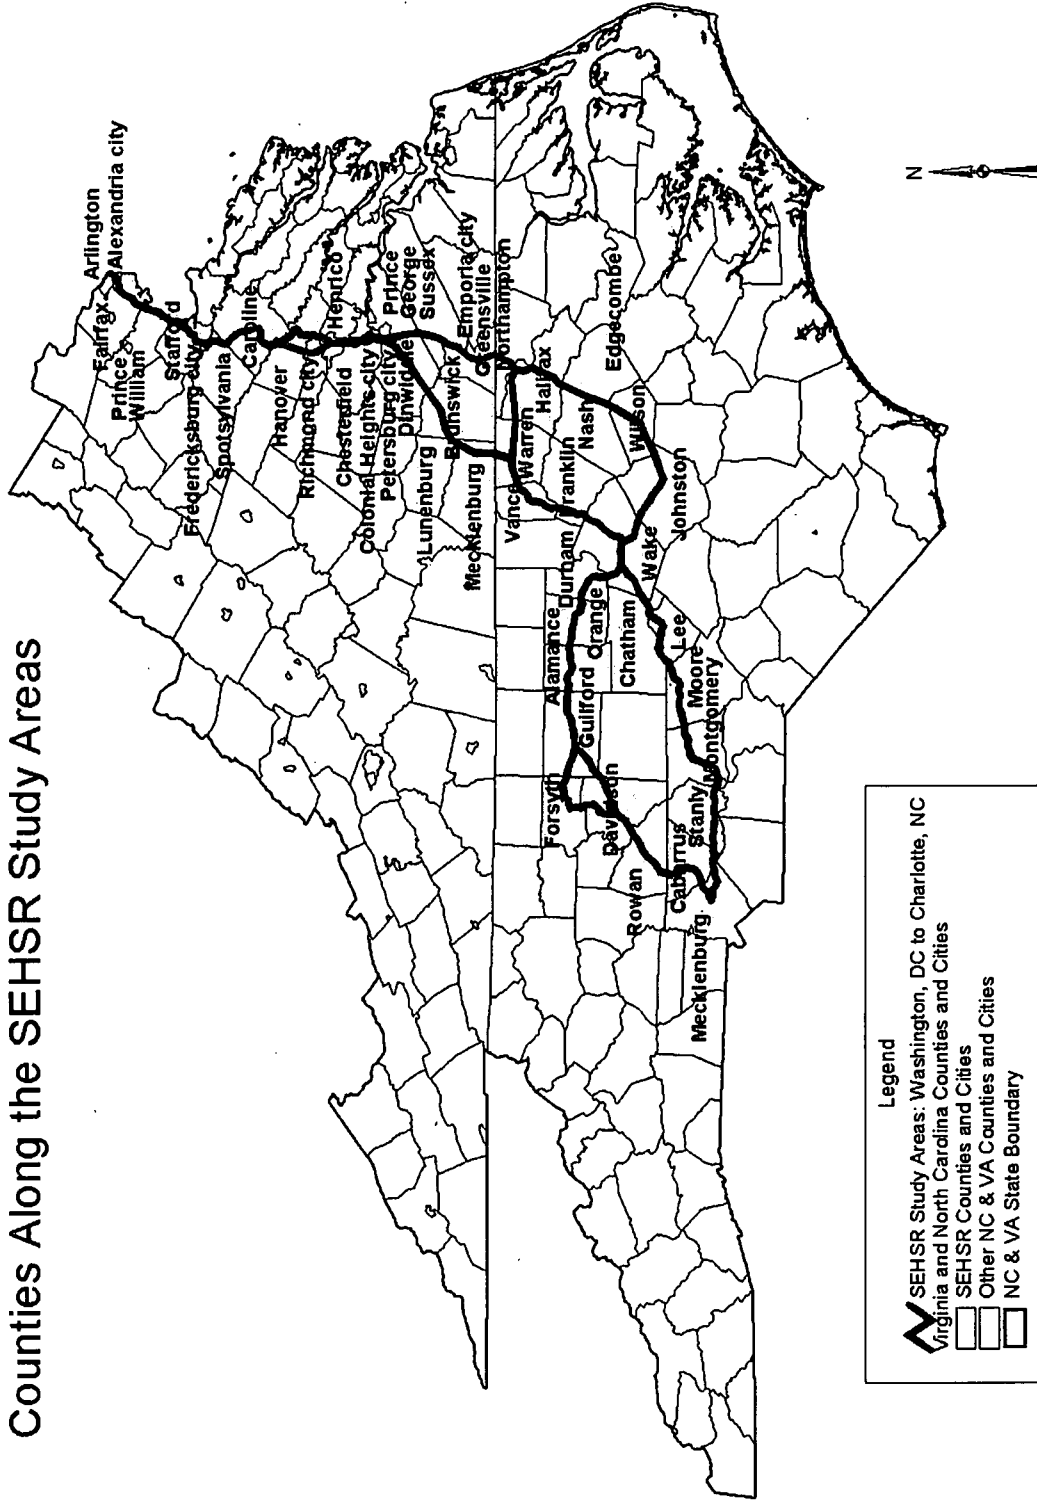 Counties Along the SEHSR Study Areas
Arlington
Alexandria city
Fairfax
Prince
William
Stafford
Fredericksburg city
Spotsylvania
Caroline
Hanover
Henrico
Richmond city
Chesterfield
Colonial Heights city
Petersburg city
Prince
George
Dinwiddie
Sussex
Lunenburg
Brunswick
Emporia city
Greensville
Mecklenburg
Northampton
Vance
Warren
Halifax
Franklin
Nash
Edgecombe
Wilson
Johnston
Wake
Durham
Orange
Alamance
Chatham
Guilford
Lee
Moore
Montgomery
Forsyth
Davidson
Stanly
Rowan
Cabarrus
Mecklenburg
N
Legend
SEHSR Study Areas: Washington, DC to Charlotte, NC
Virginia and North Carolina Counties and Cities
SEHSR Counties and Cities
Other NC & VA Counties and Cities
NC & VA State Boundary